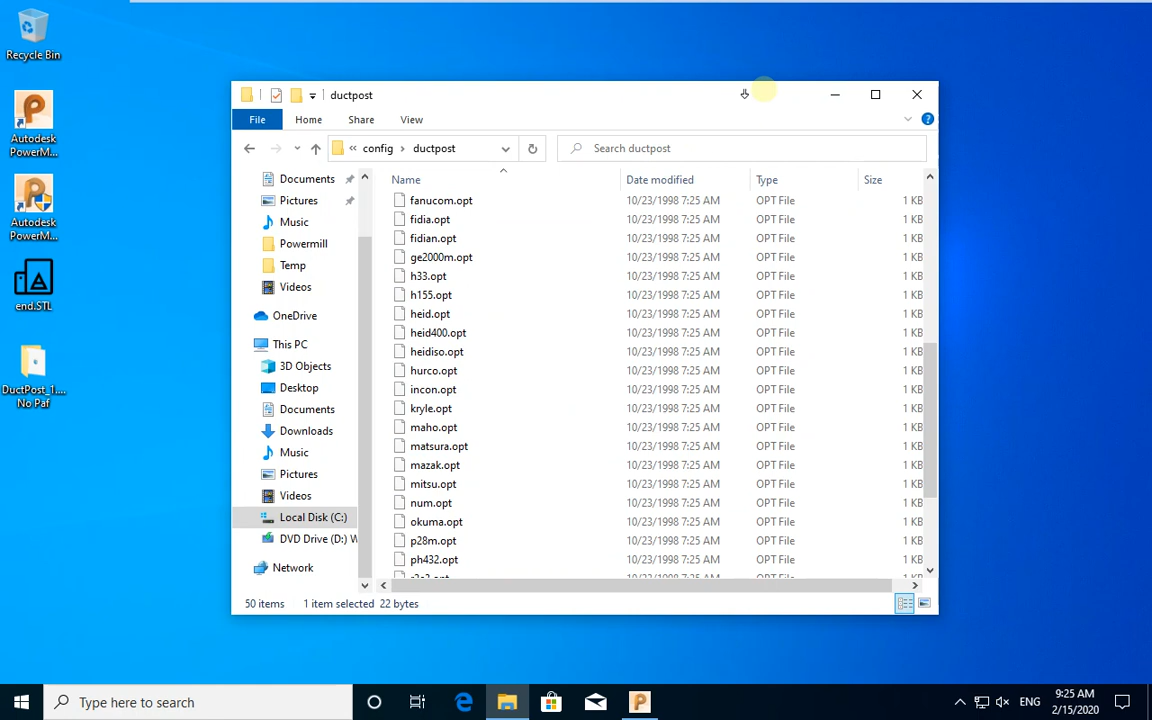 Recycle Bin
Autodesk
PowerM...
Autodesk
PowerM...
end.STL
DuctPost_1....
No Paf
ductpost
File
Home
Share
View
config
ductpost
Search ductpost
Documents
Pictures
Music
Powermill
Temp
Videos
OneDrive
This PC
3D Objects
Desktop
Documents
Downloads
Music
Pictures
Videos
Local Disk (C:)
DVD Drive (D:) W
Network
Name Date modified Type Size
fanucom.opt 10/23/1998 7:25 AM OPT File 1 KB
fidia.opt 10/23/1998 7:25 AM OPT File 1 KB
fidian.opt 10/23/1998 7:25 AM OPT File 1 KB
ge2000m.opt 10/23/1998 7:25 AM OPT File 1 KB
h33.opt 10/23/1998 7:25 AM OPT File 1 KB
h155.opt 10/23/1998 7:25 AM OPT File 1 KB
heid.opt 10/23/1998 7:25 AM OPT File 1 KB
heid400.opt 10/23/1998 7:25 AM OPT File 1 KB
heidiso.opt 10/23/1998 7:25 AM OPT File 1 KB
hurco.opt 10/23/1998 7:25 AM OPT File 1 KB
incon.opt 10/23/1998 7:25 AM OPT File 1 KB
kryle.opt 10/23/1998 7:25 AM OPT File 1 KB
maho.opt 10/23/1998 7:25 AM OPT File 1 KB
matsura.opt 10/23/1998 7:25 AM OPT File 1 KB
mazak.opt 10/23/1998 7:25 AM OPT File 1 KB
mitsu.opt 10/23/1998 7:25 AM OPT File 1 KB
num.opt 10/23/1998 7:25 AM OPT File 1 KB
okuma.opt 10/23/1998 7:25 AM OPT File 1 KB
p28m.opt 10/23/1998 7:25 AM OPT File 1 KB
ph432.opt 10/23/1998 7:25 AM OPT File 1 KB
50 items 1 item selected 22 bytes
Type here to search
ENG
9:25 AM
2/15/2020